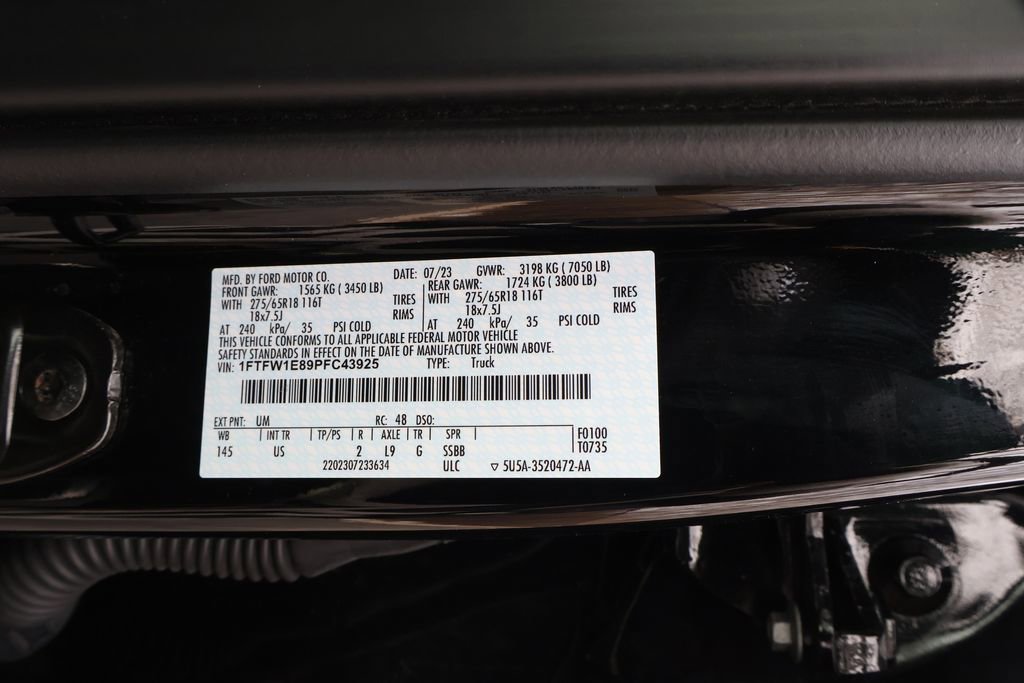 MFD. BY FORD MOTOR CO. DATE: 07/23 GVWR: 3198 KG ( 7050 LB)
FRONT GAWR: 1565 KG ( 3450 LB) REAR GAWR: 1724 KG ( 3800 LB)
WITH 275/65R18 116T TIRES WITH 275/65R18 116T TIRES
18x7.5J RIMS 18x7.5J RIMS
AT 240 kPa/ 35 PSI COLD AT 240 kPa/ 35 PSI COLD
THIS VEHICLE CONFORMS TO ALL APPLICABLE FEDERAL MOTOR VEHICLE
SAFETY STANDARDS IN EFFECT ON THE DATE OF MANUFACTURE SHOWN ABOVE.
VIN: 1FTFW1E89PFC43925 TYPE: Truck
EXT PNT: UM RC: 48 DSO:
WB INT TR TP/PS R AXLE TR SPR F0100
145 US 2 L9 G SSBB T0735
2202307233634 ULC ▽ 5U5A-3520472-AA